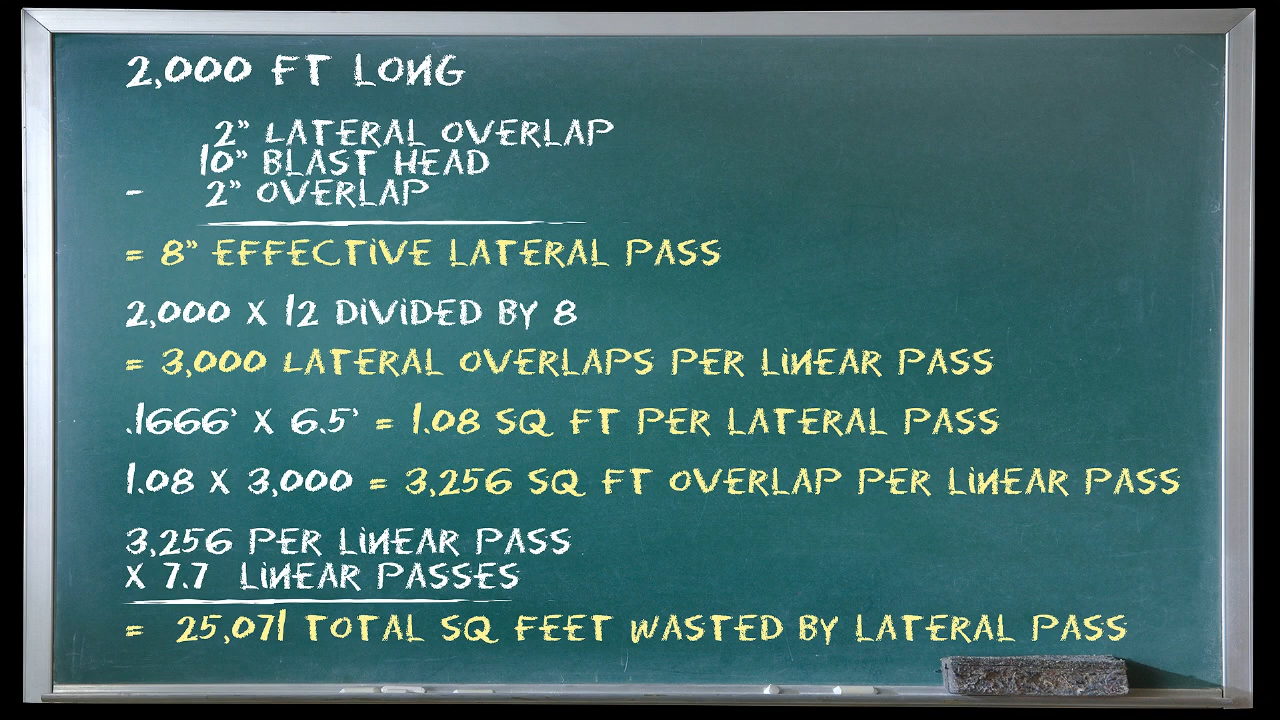 2,000 FT LONG
2” LATERAL OVERLAP
10” BLAST HEAD
- 2” OVERLAP
= 8” EFFECTIVE LATERAL PASS
2,000 X 12 DIVIDED BY 8
= 3,000 LATERAL OVERLAPS PER LINEAR PASS
.1666’ X 6.5’ = 1.08 SQ FT PER LATERAL PASS
1.08 X 3,000 = 3,256 SQ FT OVERLAP PER LINEAR PASS
3,256 PER LINEAR PASS
X 7.7 LINEAR PASSES
= 25,071 TOTAL SQ FEET WASTED BY LATERAL PASS